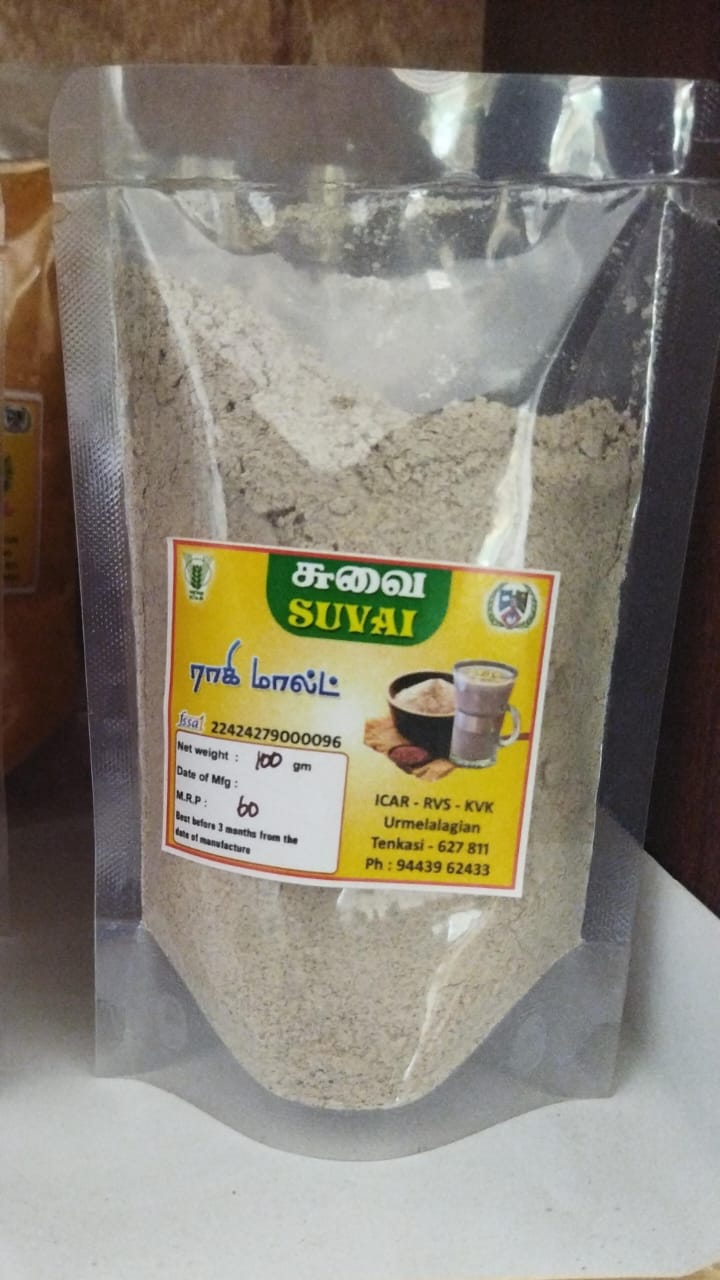 சுவை
SUVAI
ராகி மால்ட்
fssai 22424279000096
Net weight : 100 gm
Date of Mfg :
M.R.P : 60
Best before 3 months from the
date of manufacture
ICAR - RVS - KVK
Urmelalagian
Tenkasi - 627 811
Ph : 94439 62433